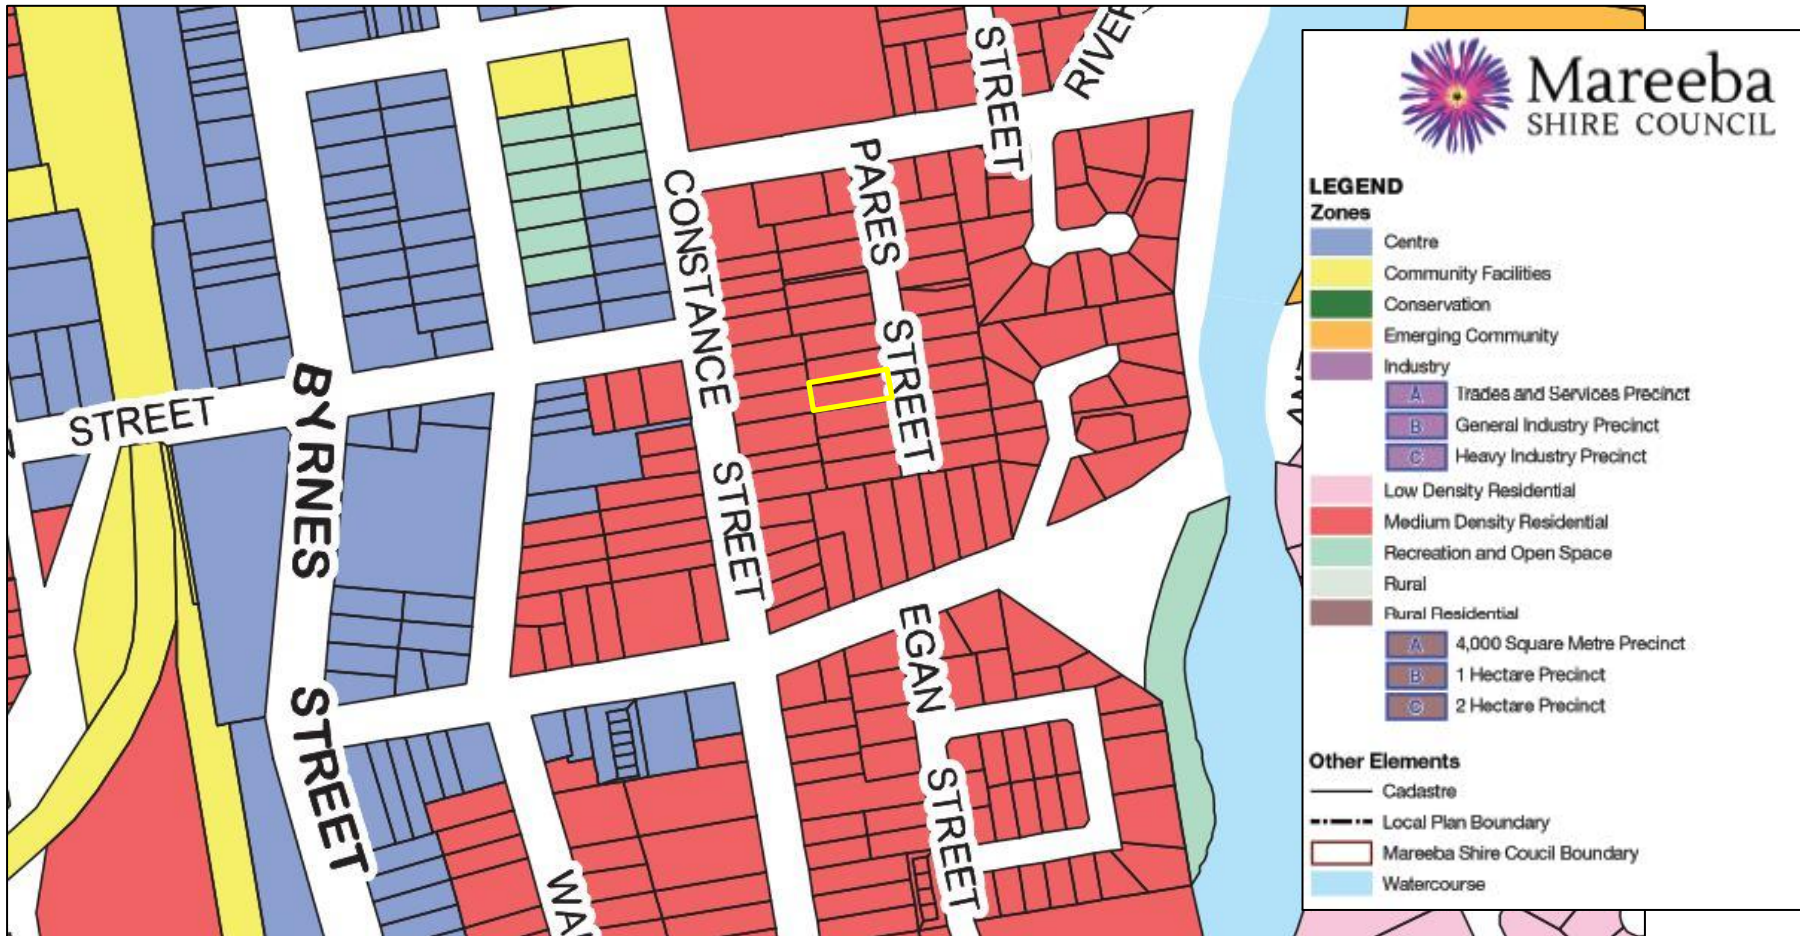 STREET
RIVER
PARES
STREET
CONSTANCE
STREET
BYRNES
STREET
STREET
EGAN
STREET
WA
Mareeba
SHIRE COUNCIL
LEGEND
Zones
Centre
Community Facilities
Conservation
Emerging Community
Industry
A Trades and Services Precinct
B General Industry Precinct
C Heavy Industry Precinct
Low Density Residential
Medium Density Residential
Recreation and Open Space
Rural
Rural Residential
A 4,000 Square Metre Precinct
B 1 Hectare Precinct
C 2 Hectare Precinct
Other Elements
Cadastre
Local Plan Boundary
Mareeba Shire Coucil Boundary
Watercourse